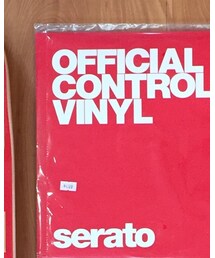 OFFICIAL
CONTROL
VINYL
serato